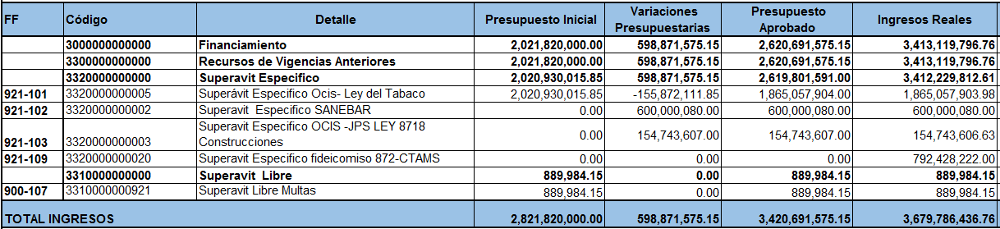 FF Código Detalle Presupuesto Inicial Variaciones Presupuestarias Presupuesto Aprobado Ingresos Reales
3000000000000 Financiamiento 2,021,820,000.00 598,871,575.15 2,620,691,575.15 3,413,119,796.76
3300000000000 Recursos de Vigencias Anteriores 2,021,820,000.00 598,871,575.15 2,620,691,575.15 3,413,119,796.76
3320000000000 Superavit Especifico 2,020,930,015.85 598,871,575.15 2,619,801,591.00 3,412,229,812.61
921-101 3320000000005 Superávit Especifico Ocis- Ley del Tabaco 2,020,930,015.85 -155,872,111.85 1,865,057,904.00 1,865,057,903.98
921-102 3320000000002 Superavit Especifico SANEBAR 0.00 600,000,080.00 600,000,080.00 600,000,080.00
921-103 3320000000003 Superavit Especifico OCIS -JPS LEY 8718 Construcciones 0.00 154,743,607.00 154,743,607.00 154,743,606.63
921-109 3320000000020 Superavit Especifico fideicomiso 872-CTAMS 0.00 0.00 0.00 792,428,222.00
3310000000000 Superavit Libre 889,984.15 0.00 889,984.15 889,984.15
900-107 3310000000921 Superavit Libre Multas 889,984.15 0.00 889,984.15 889,984.15
TOTAL INGRESOS 2,821,820,000.00 598,871,575.15 3,420,691,575.15 3,679,786,436.76